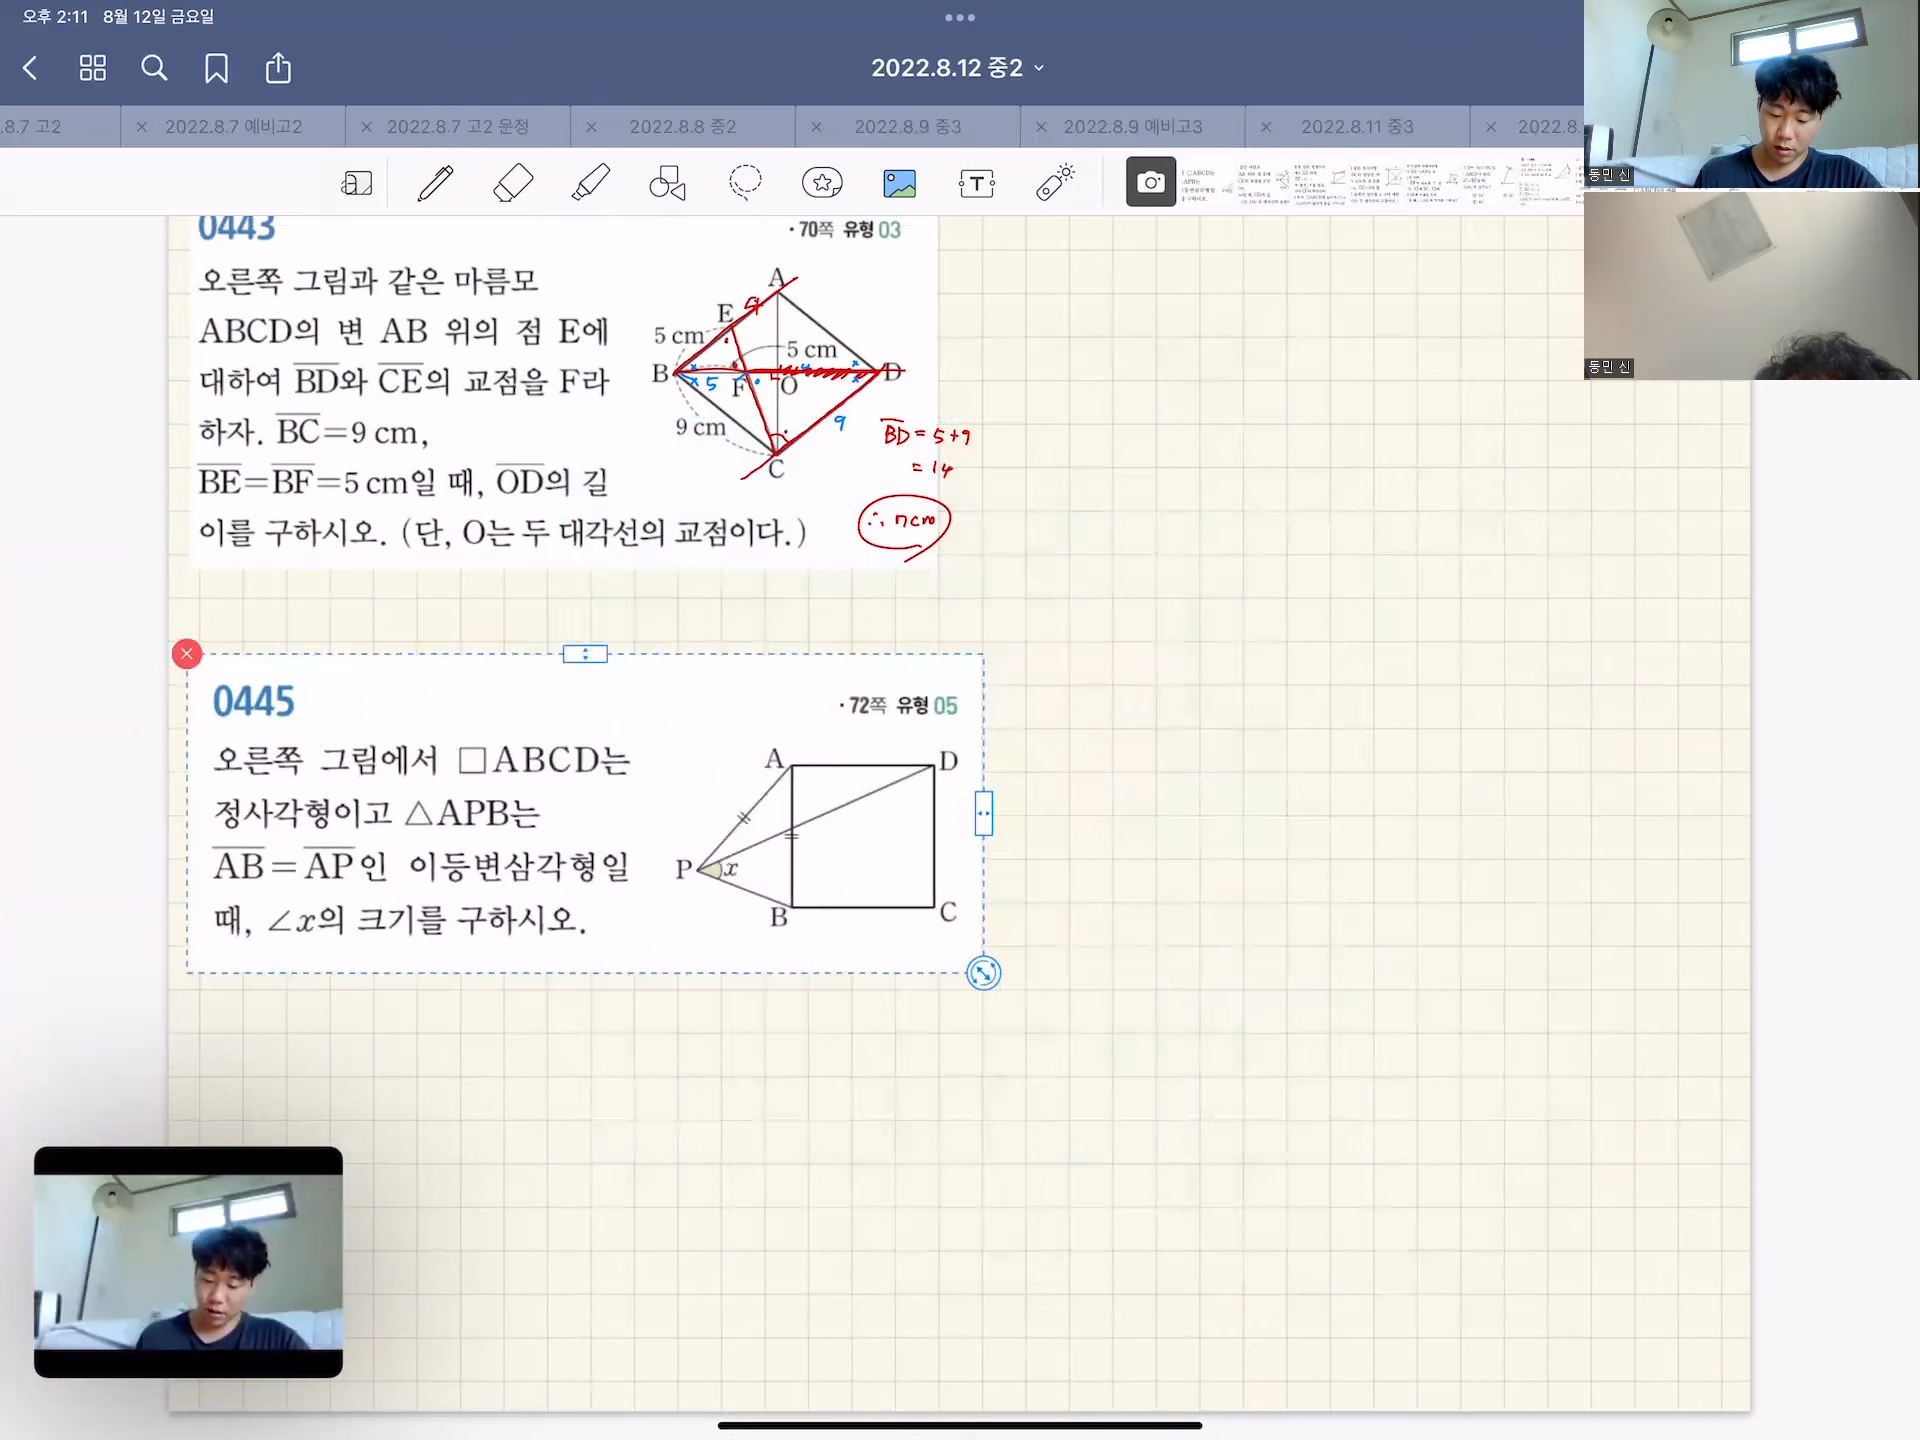 오후 2:11 8월 12일 금요일
2022.8.12 중2
.8.7 고2
2022.8.7 예비고2
2022.8.7 고2 운정
2022.8.8 중2
2022.8.9 중3
2022.8.9 예비고3
2022.8.11 중3
2022.8.
동민 신
동민 신
0443
• 70쪽 유형 03
오른쪽 그림과 같은 마름모
ABCD의 변 AB 위의 점 E에
대하여 BD와 CE의 교점을 F라
하자. BC=9 cm,
BE=BF=5 cm일 때, OD의 길
이를 구하시오. (단, O는 두 대각선의 교점이다.)
A
E
5 cm
5 cm
B
D
5
F
O
9 cm
9
C
BD = 5+9
= 14
∴ 7cm
0445
• 72쪽 유형 05
오른쪽 그림에서 □ABCD는
정사각형이고 △APB는
AB=AP인 이등변삼각형일
때, ∠x의 크기를 구하시오.
A
D
P
x
B
C